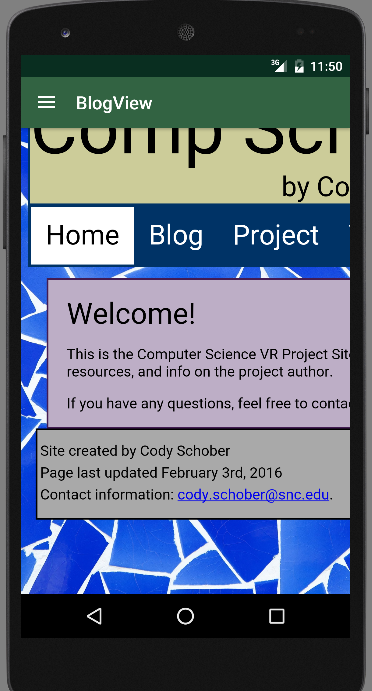 3G 11:50
BlogView
Comp Sci
by Co
Home Blog Project
Welcome!
This is the Computer Science VR Project Sit
resources, and info on the project author.
If you have any questions, feel free to conta
Site created by Cody Schober
Page last updated February 3rd, 2016
Contact information: cody.schober@snc.edu.